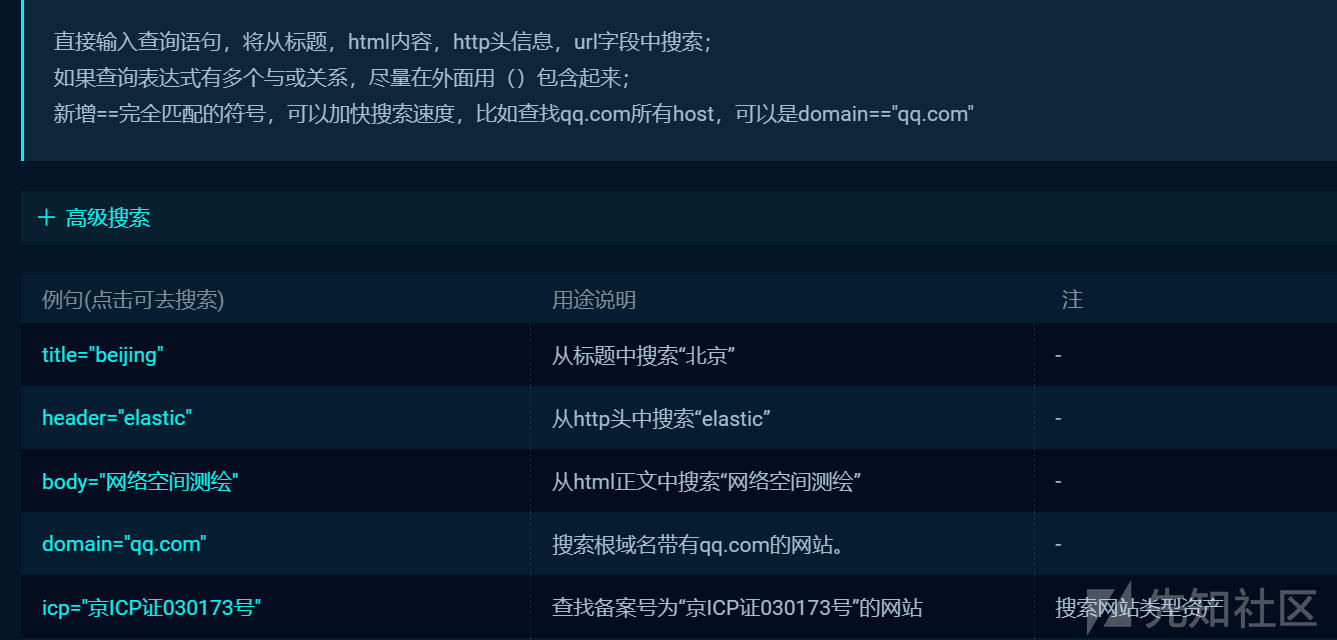 直接输入查询语句，将从标题，html内容，http头信息，url字段中搜索；
如果查询表达式有多个与或关系，尽量在外面用（）包含起来；
新增==完全匹配的符号，可以加快搜索速度，比如查找qq.com所有host，可以是domain=="qq.com"
高级搜索
例句(点击可去搜索) 用途说明 注
title="beijing" 从标题中搜索“北京” -
header="elastic" 从http头中搜索“elastic” -
body="网络空间测绘" 从html正文中搜索“网络空间测绘” -
domain="qq.com" 搜索根域名带有qq.com的网站。 -
icp="京ICP证030173号" 查找备案号为“京ICP证030173号”的网站 搜索网站类型资产
先知社区